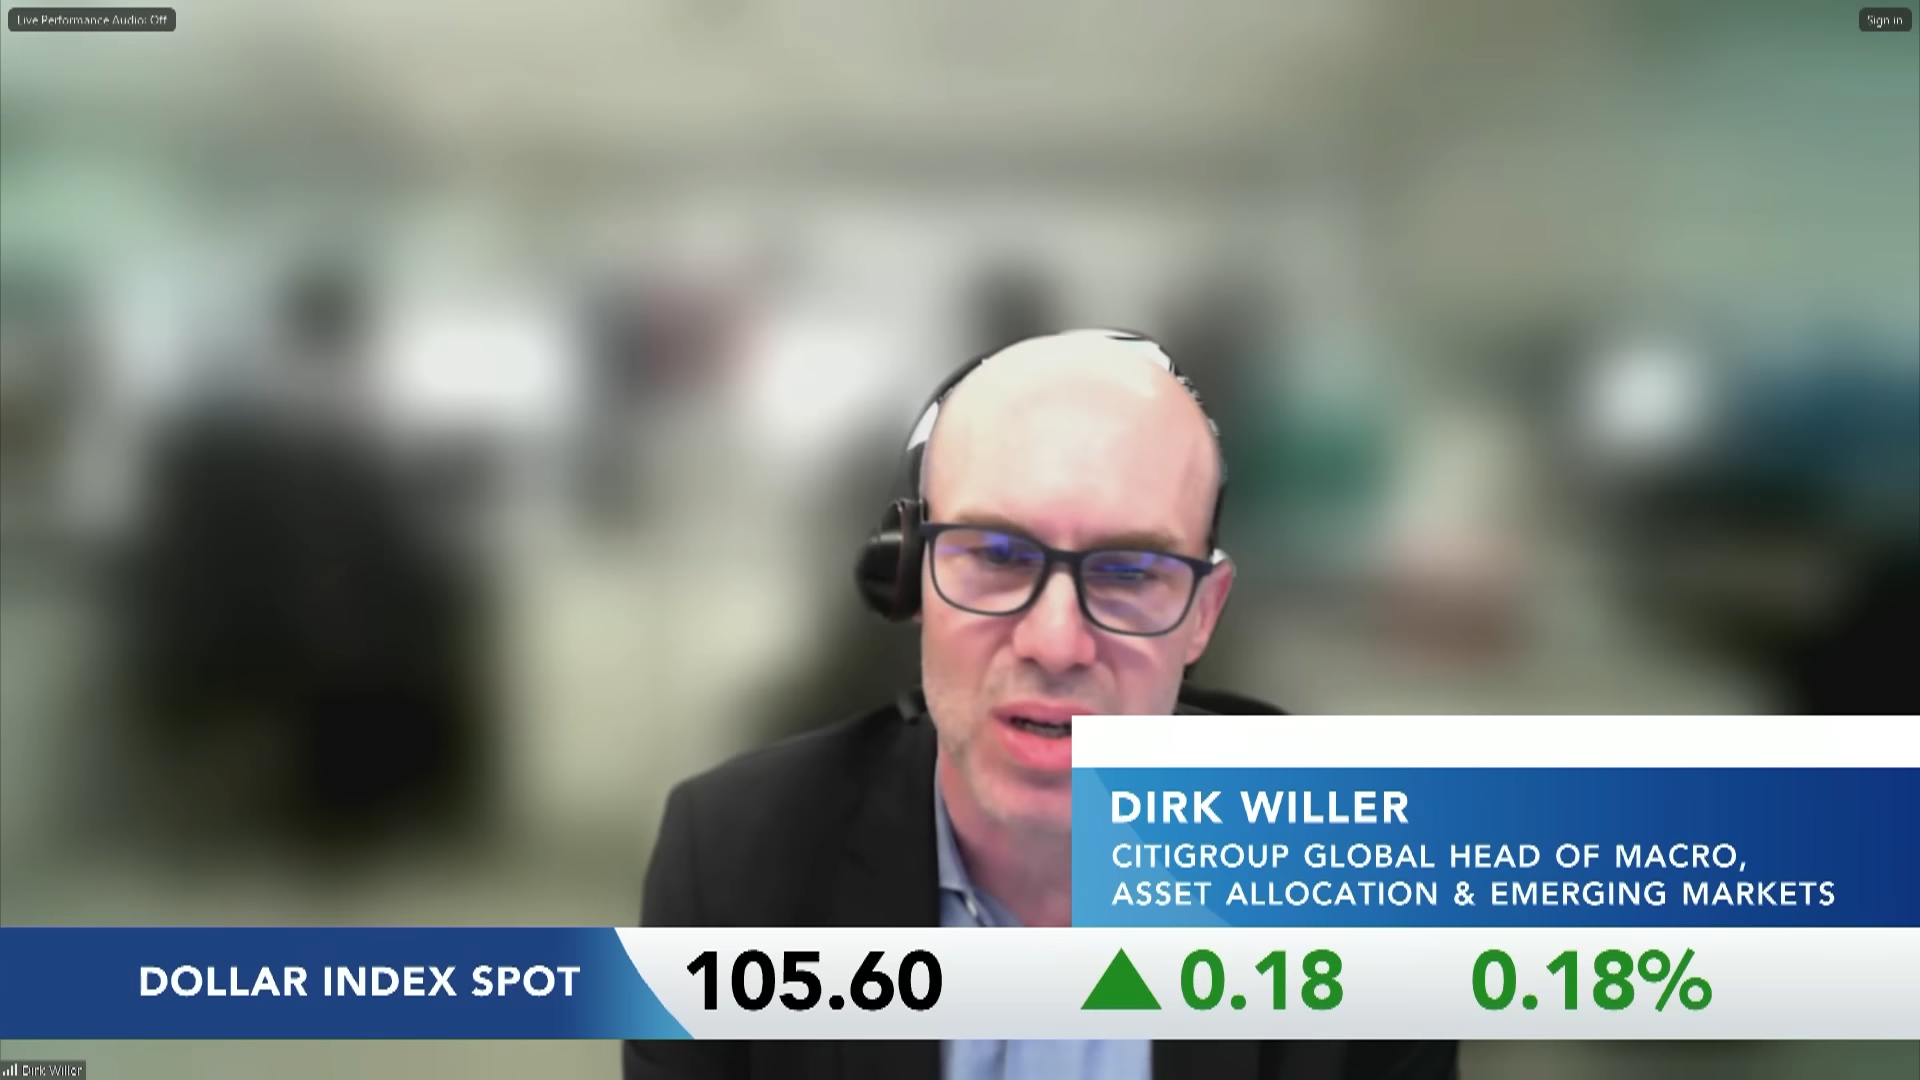 Live Performance Audio: Off
Sign in
DIRK WILLER
CITIGROUP GLOBAL HEAD OF MACRO,
ASSET ALLOCATION & EMERGING MARKETS
DOLLAR INDEX SPOT 105.60 ▲ 0.18 0.18%
Dirk Willer